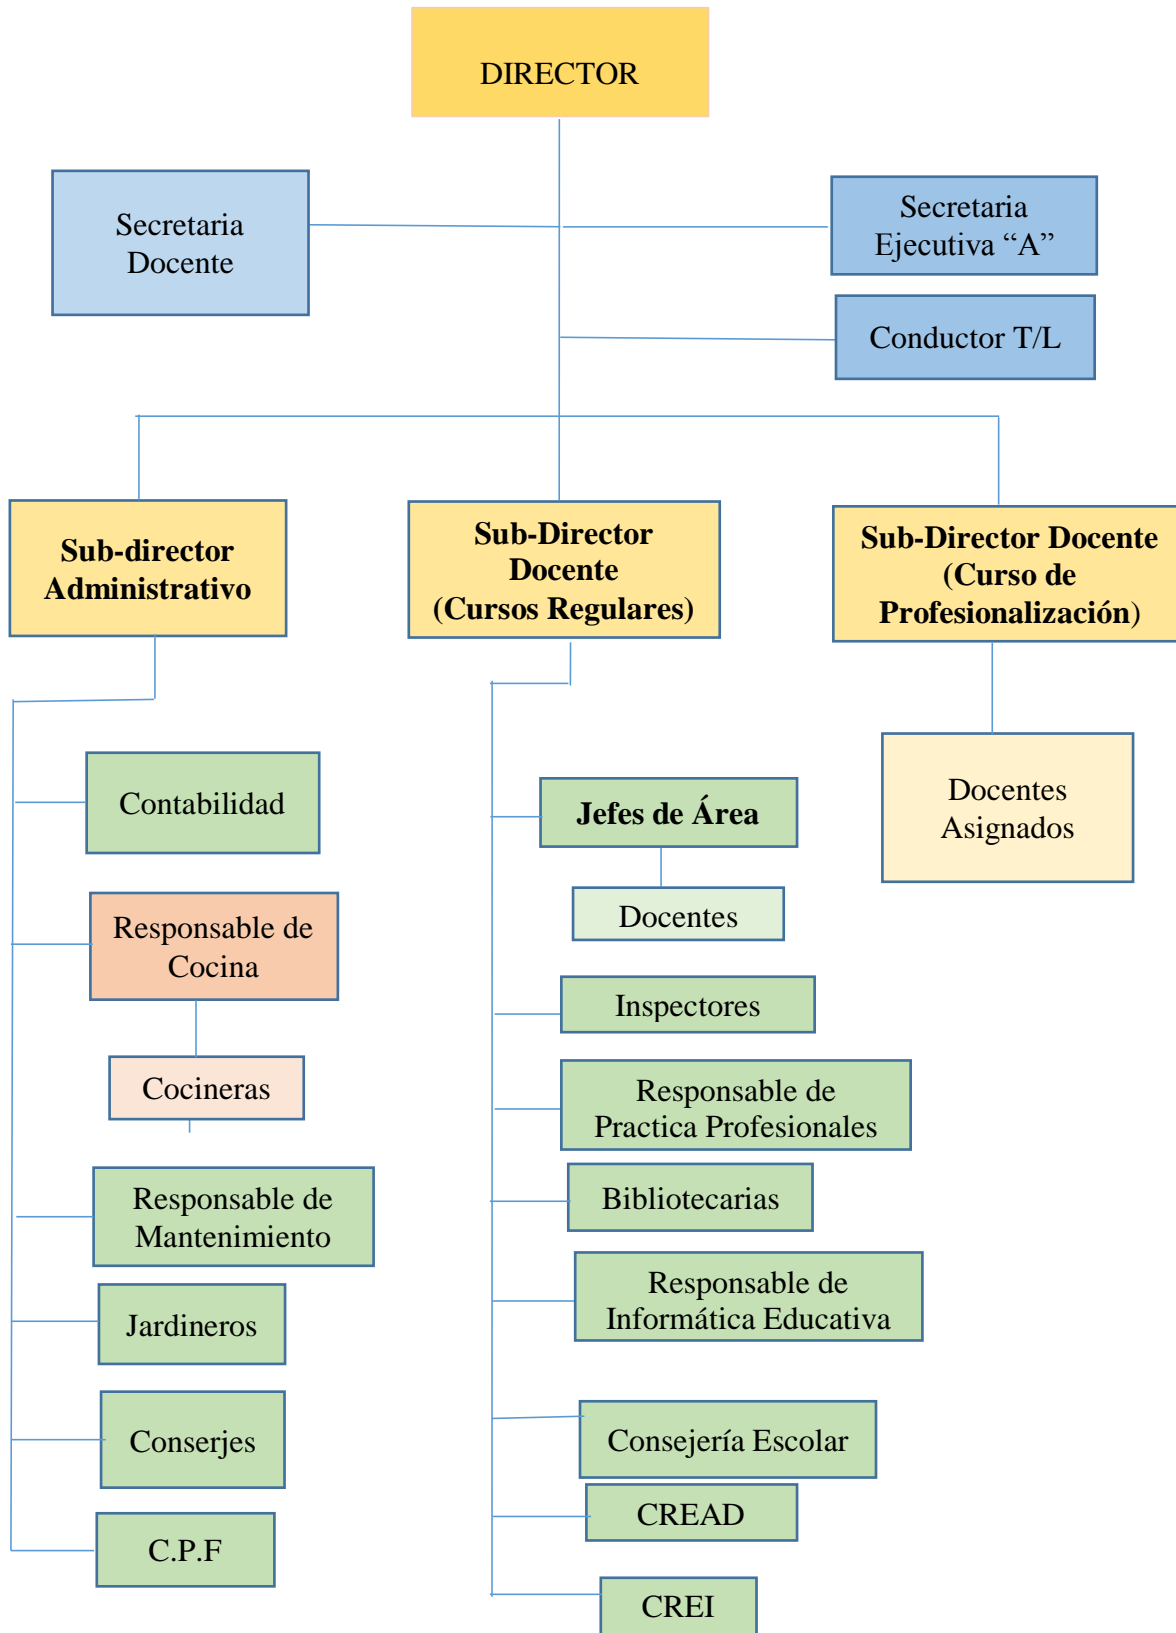 DIRECTOR
Secretaria
Docente
Secretaria
Ejecutiva “A”
Conductor T/L
Sub-director
Administrativo
Sub-Director
Docente
(Cursos Regulares)
Sub-Director Docente
(Curso de
Profesionalización)
Contabilidad
Responsable de
Cocina
Cocineras
Responsable de
Mantenimiento
Jardineros
Conserjes
C.P.F
Jefes de Área
Docentes
Inspectores
Responsable de
Practica Profesionales
Bibliotecarias
Responsable de
Informática Educativa
Consejería Escolar
CREAD
CREI
Docentes
Asignados